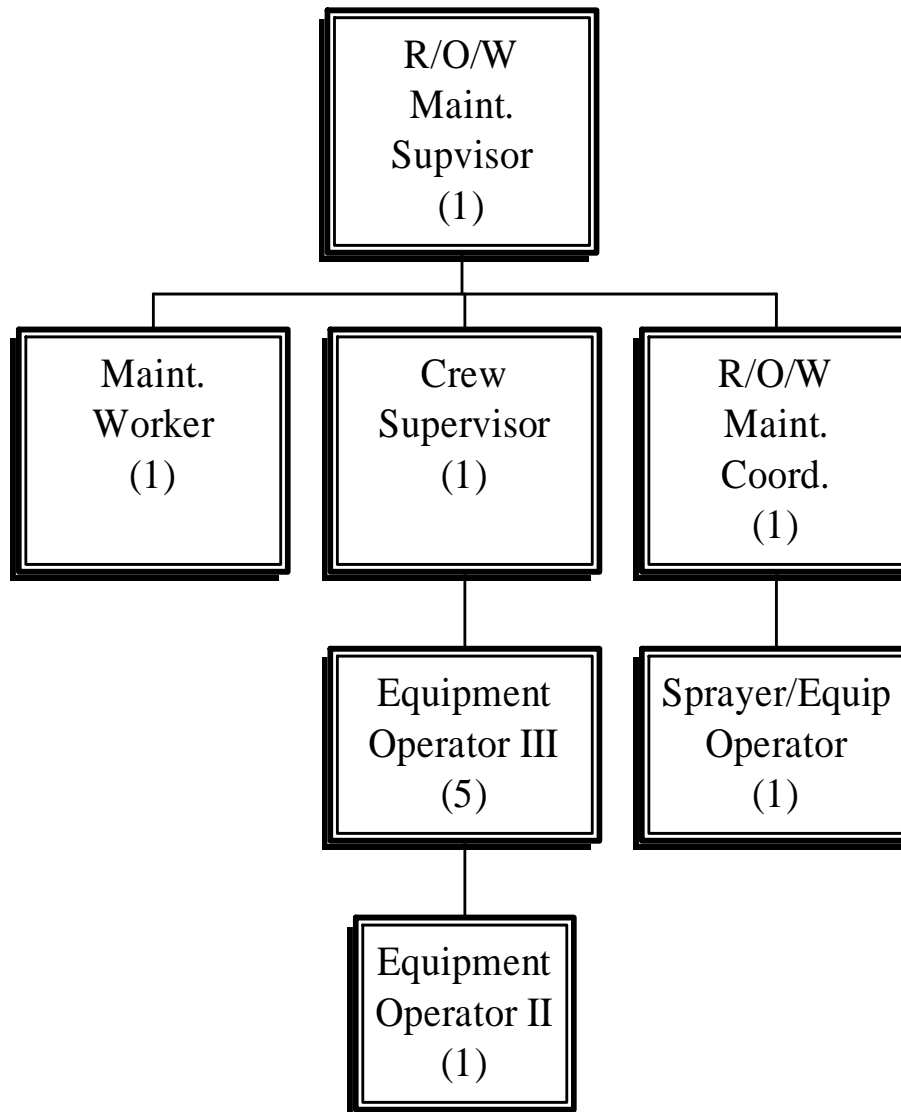 R/O/W
Maint.
Supvisor
(1)
Maint.
Worker
(1)
Crew
Supervisor
(1)
R/O/W
Maint.
Coord.
(1)
Equipment
Operator III
(5)
Sprayer/Equip
Operator
(1)
Equipment
Operator II
(1)